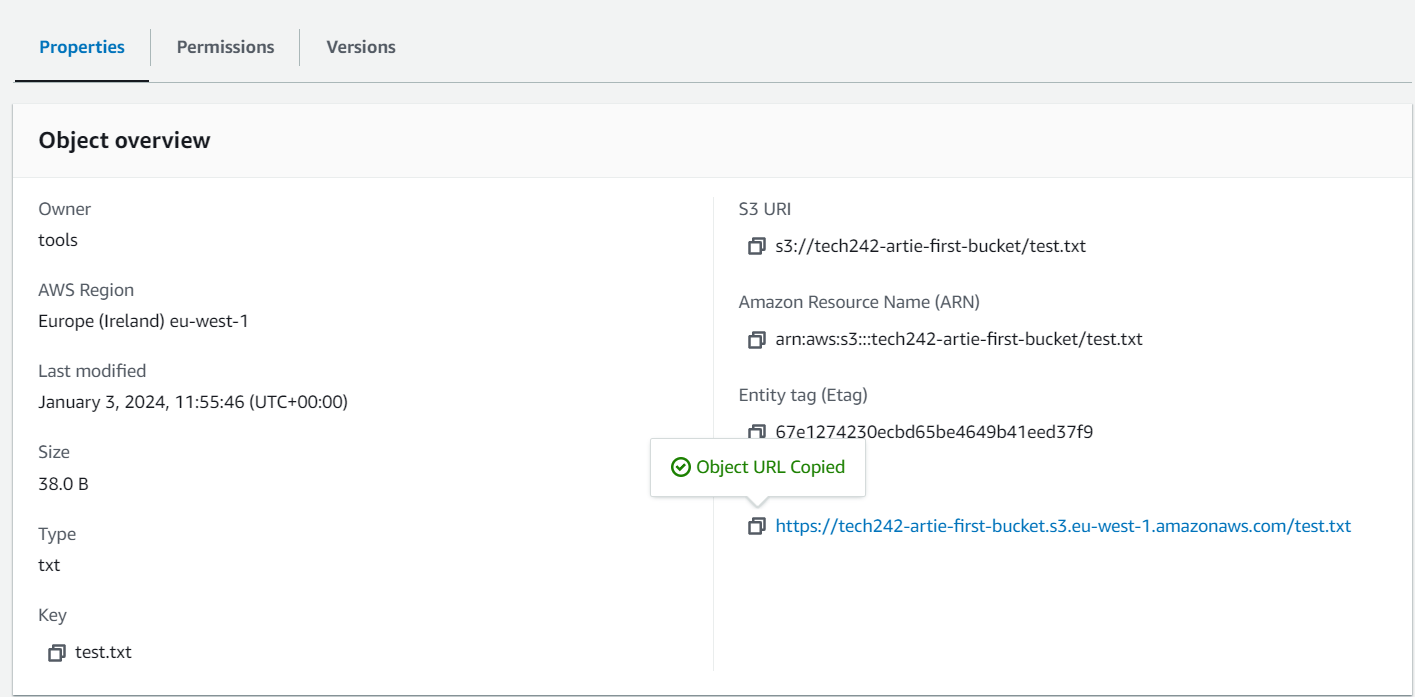 Properties
Permissions
Versions
Object overview
Owner
tools
AWS Region
Europe (Ireland) eu-west-1
Last modified
January 3, 2024, 11:55:46 (UTC+00:00)
Size
38.0 B
Type
txt
Key
test.txt
S3 URI
s3://tech242-artie-first-bucket/test.txt
Amazon Resource Name (ARN)
arn:aws:s3:::tech242-artie-first-bucket/test.txt
Entity tag (Etag)
67e1274230ecbd65be4649b41eed37f9
Object URL Copied
https://tech242-artie-first-bucket.s3.eu-west-1.amazonaws.com/test.txt